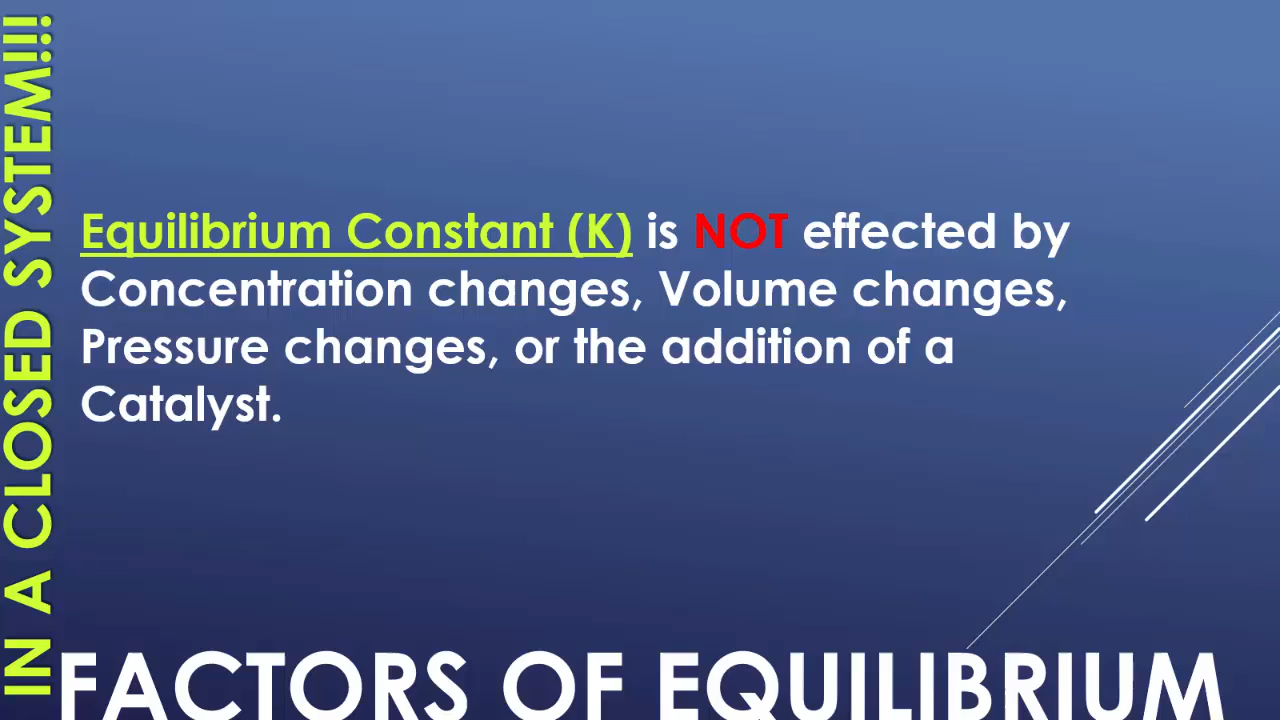 IN A CLOSED SYSTEM!!!!
Equilibrium Constant (K) is NOT effected by
Concentration changes, Volume changes,
Pressure changes, or the addition of a
Catalyst.
FACTORS OF EQUILIBRIUM